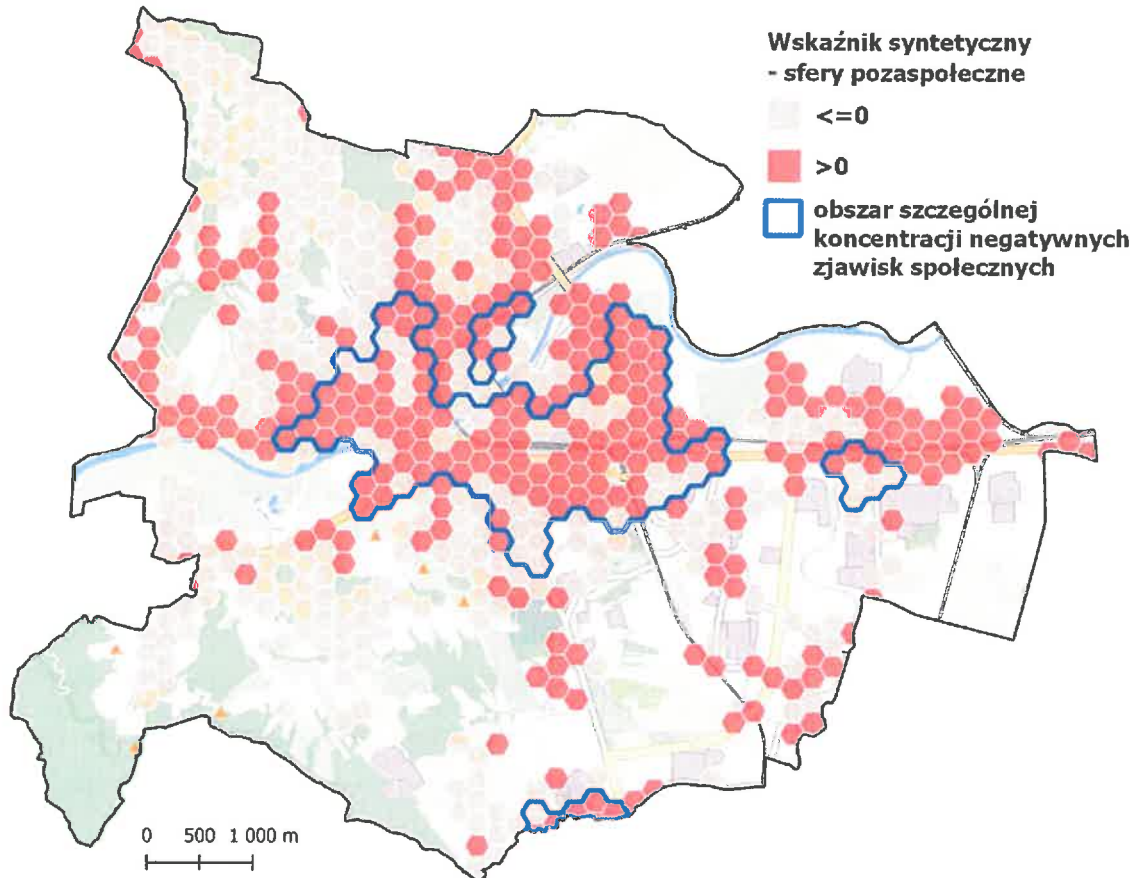 Wskaźnik syntetyczny
- sfery pozaspołeczne
<=0
>0
obszar szczególnej
koncentracji negatywnych
zjawisk społecznych
0 500 1 000 m